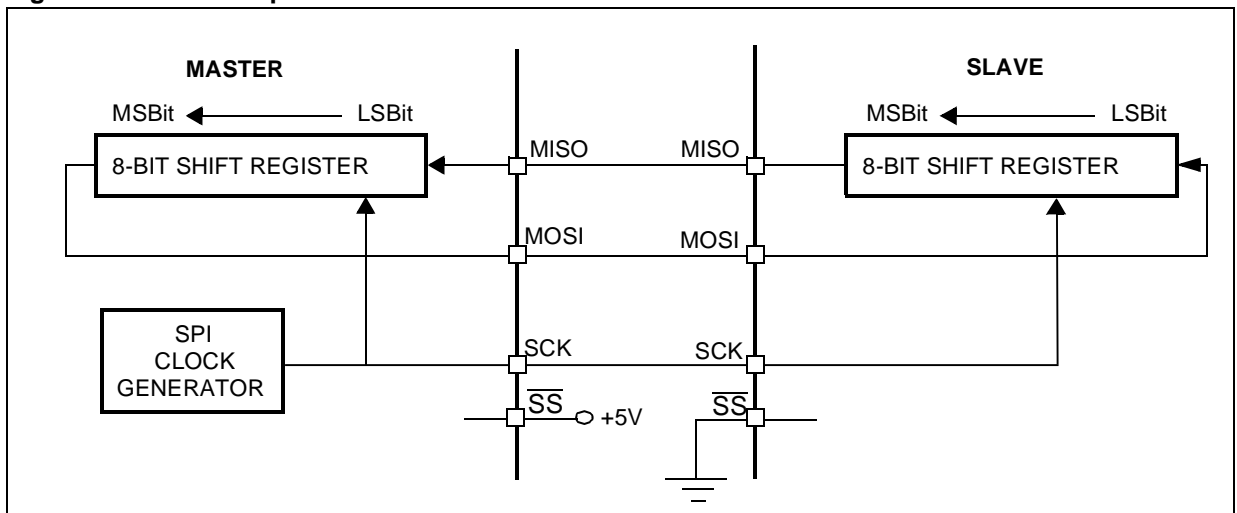 MASTER
SLAVE
MSBit
LSBit
MSBit
LSBit
8-BIT SHIFT REGISTER
MISO
MISO
8-BIT SHIFT REGISTER
MOSI
MOSI
SPI
CLOCK
GENERATOR
SCK
SCK
SS
+5V
SS